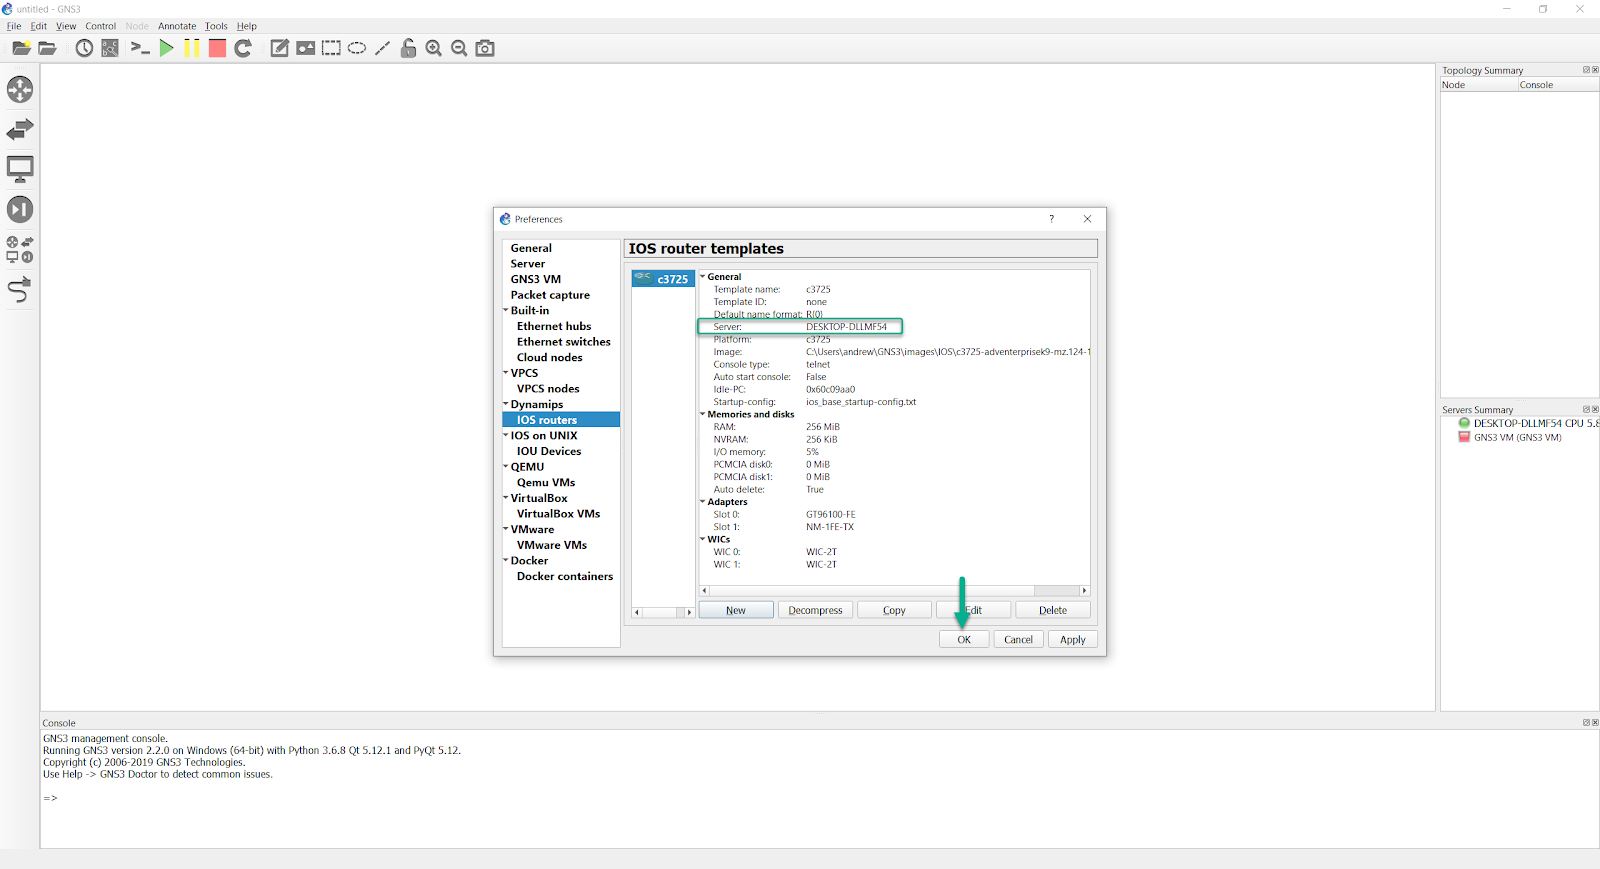 untitled - GNS3
File Edit View Control Node Annotate Tools Help
Topology Summary
Node Console
Preferences
?
General
Server
GNS3 VM
Packet capture
Built-in
Ethernet hubs
Ethernet switches
Cloud nodes
VPCS
VPCS nodes
Dynamips
IOS routers
IOS on UNIX
IOU Devices
QEMU
Qemu VMs
VirtualBox
VirtualBox VMs
VMware
VMware VMs
Docker
Docker containers
IOS router templates
c3725
General
Template name: c3725
Template ID: none
Default name format: R{0}
Server: DESKTOP-DLLMF54
Platform: c3725
Image: C:\Users\andrew\GNS3\images\IOS\c3725-adventerprisek9-mz.124-1
Console type: telnet
Auto start console: False
Idle-PC: 0x60c09aa0
Startup-config: ios_base_startup-config.txt
Memories and disks
RAM: 256 MiB
NVRAM: 256 KiB
I/O memory: 5%
PCMCIA disk0: 0 MiB
PCMCIA disk1: 0 MiB
Auto delete: True
Adapters
Slot 0: GT96100-FE
Slot 1: NM-1FE-TX
WICs
WIC 0: WIC-2T
WIC 1: WIC-2T
New Decompress Copy Edit Delete
OK Cancel Apply
Servers Summary
DESKTOP-DLLMF54 CPU 5.8
GNS3 VM (GNS3 VM)
Console
GNS3 management console.
Running GNS3 version 2.2.0 on Windows (64-bit) with Python 3.6.8 Qt 5.12.1 and PyQt 5.12.
Copyright (c) 2006-2019 GNS3 Technologies.
Use Help -> GNS3 Doctor to detect common issues.
=>